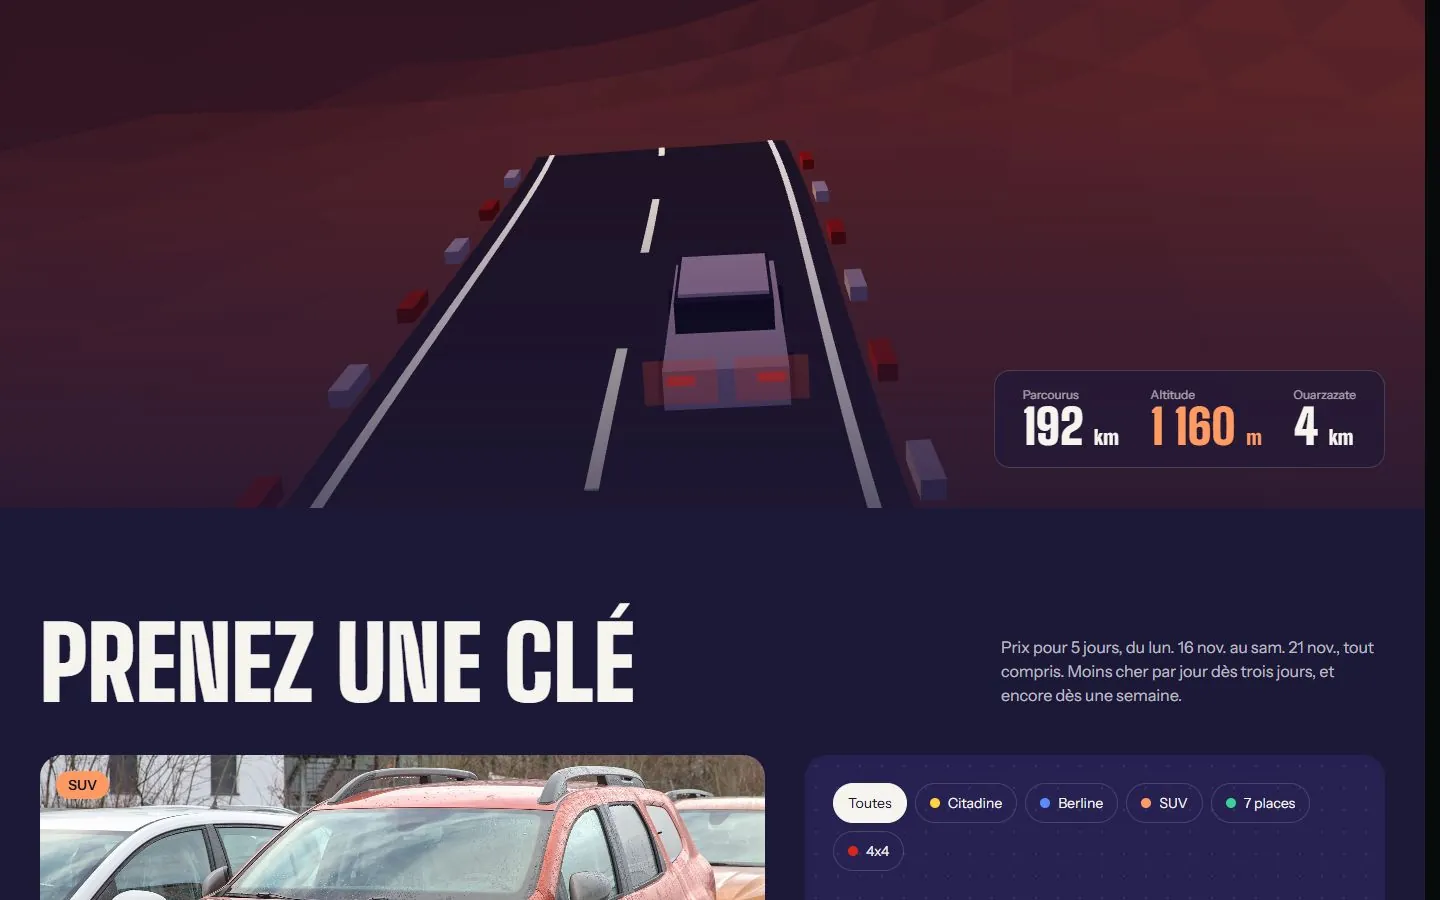 Parcourus
192 km
Altitude
1 160 m
Ouarzazate
4 km
PRENEZ UNE CLÉ
Prix pour 5 jours, du lun. 16 nov. au sam. 21 nov., tout
compris. Moins cher par jour dès trois jours, et
encore dès une semaine.
SUV
Toutes
Citadine
Berline
SUV
7 places
4x4